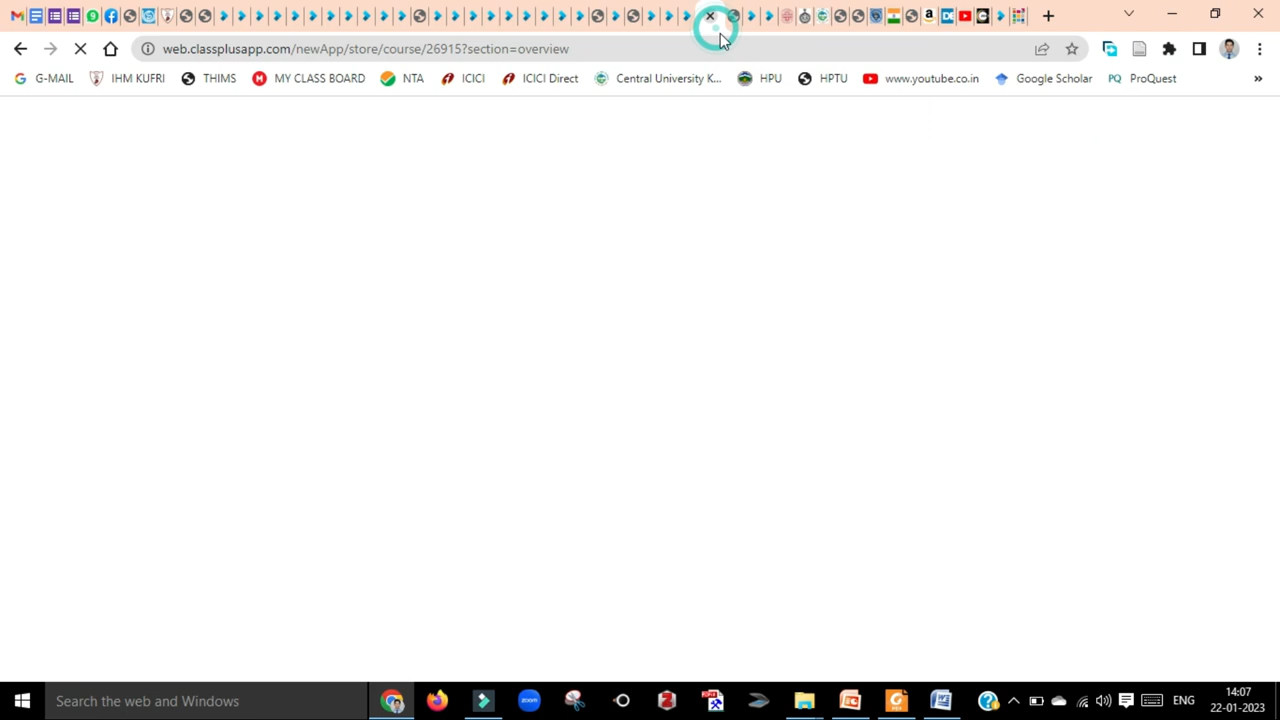 web.classplusapp.com/newApp/store/course/26915?section=overview
G-MAIL IHM KUFRI THIMS MY CLASS BOARD NTA ICICI ICICI Direct Central University K... HPU HPTU www.youtube.co.in Google Scholar PQ ProQuest »
Search the web and Windows
zoom
ENG
14:07
22-01-2023